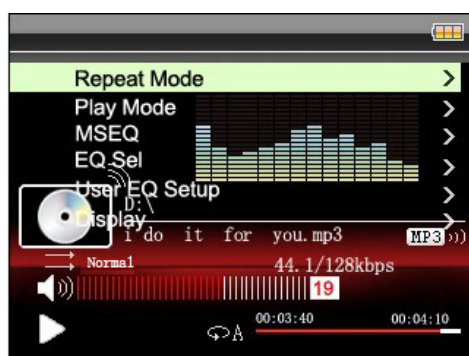 Repeat Mode >
Play Mode >
MSEQ >
EQ Sel >
User EQ Setup >
D:\
Display >
i do it for you.mp3 MP3
Normal 44.1/128kbps
19
A 00:03:40 00:04:10